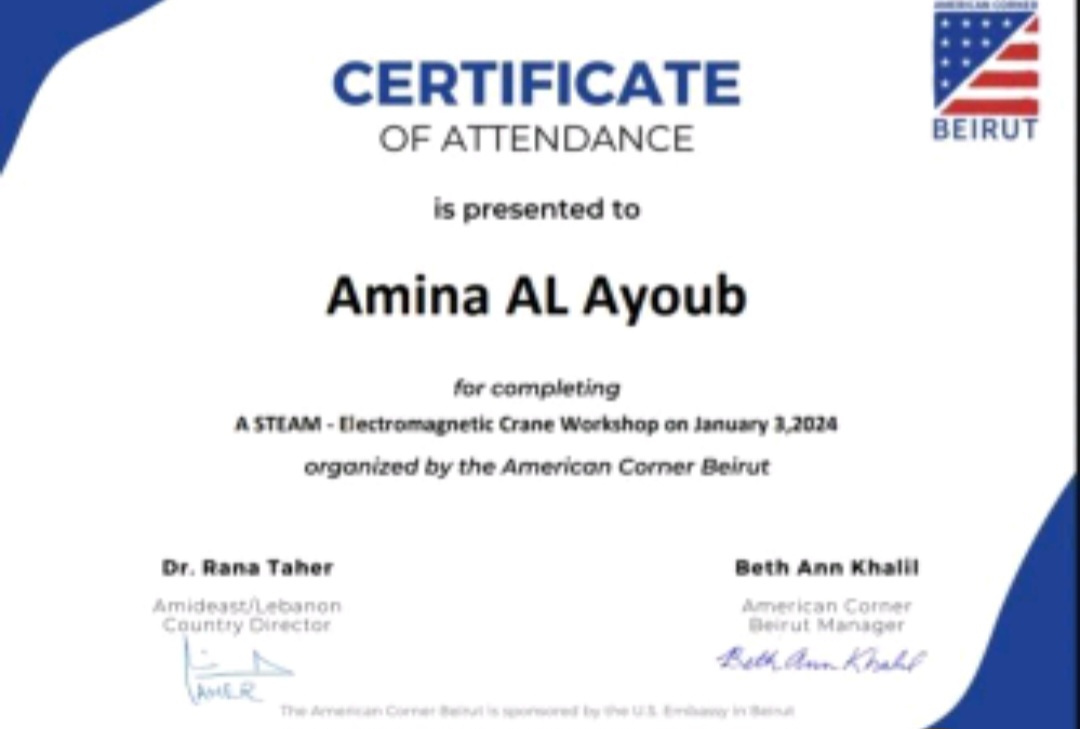 AMERICAN CORNER
BEIRUT
CERTIFICATE
OF ATTENDANCE
is presented to
Amina AL Ayoub
for completing
A STEAM - Electromagnetic Crane Workshop on January 3,2024
organized by the American Corner Beirut
Dr. Rana Taher
Amideast/Lebanon
Country Director
Beth Ann Khalil
American Corner
Beirut Manager
Beth Ann Khalil
The American Corner Beirut is sponsored by the U.S. Embassy in Beirut